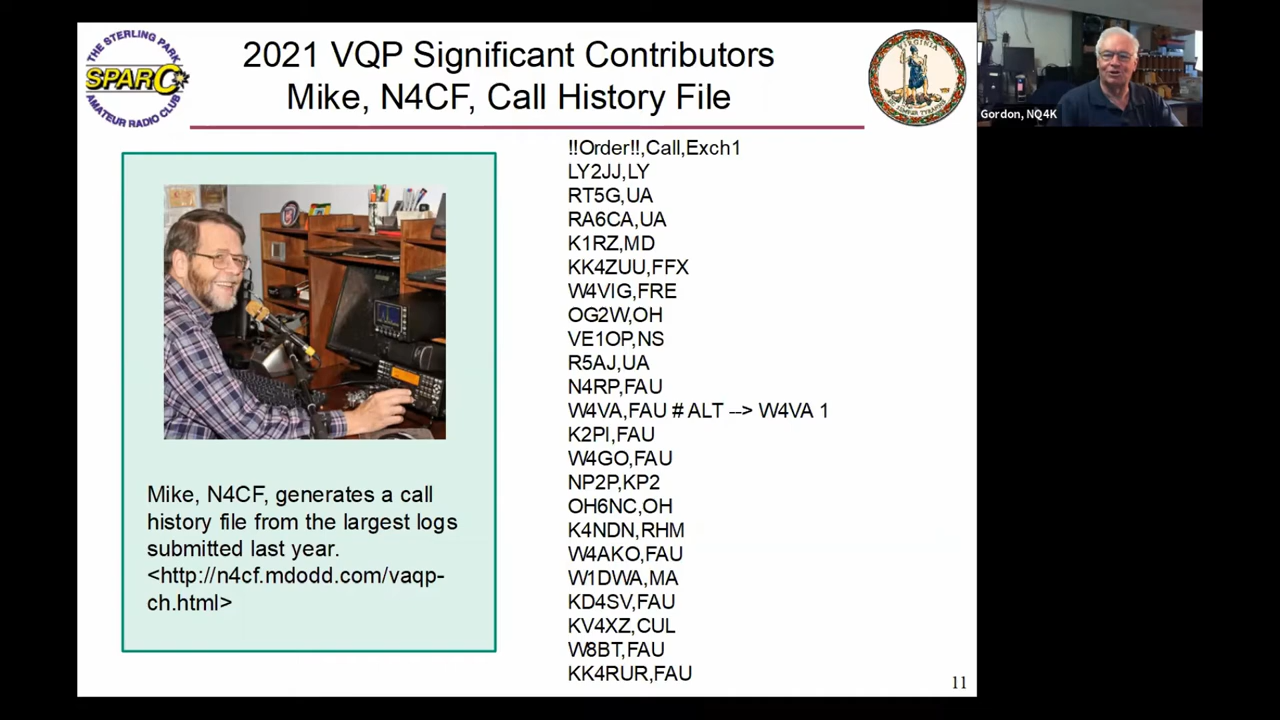 THE STERLING PARK
SPARC
AMATEUR RADIO CLUB
2021 VQP Significant Contributors
Mike, N4CF, Call History File
VIRGINIA
Gordon, NQ4K
Mike, N4CF, generates a call
history file from the largest logs
submitted last year.
<http://n4cf.mdodd.com/vaqp-
ch.html>
!!Order!!,Call,Exch1
LY2JJ,LY
RT5G,UA
RA6CA,UA
K1RZ,MD
KK4ZUU,FFX
W4VIG,FRE
OG2W,OH
VE1OP,NS
R5AJ,UA
N4RP,FAU
W4VA,FAU # ALT --> W4VA 1
K2PI,FAU
W4GO,FAU
NP2P,KP2
OH6NC,OH
K4NDN,RHM
W4AKO,FAU
W1DWA,MA
KD4SV,FAU
KV4XZ,CUL
W8BT,FAU
KK4RUR,FAU
11